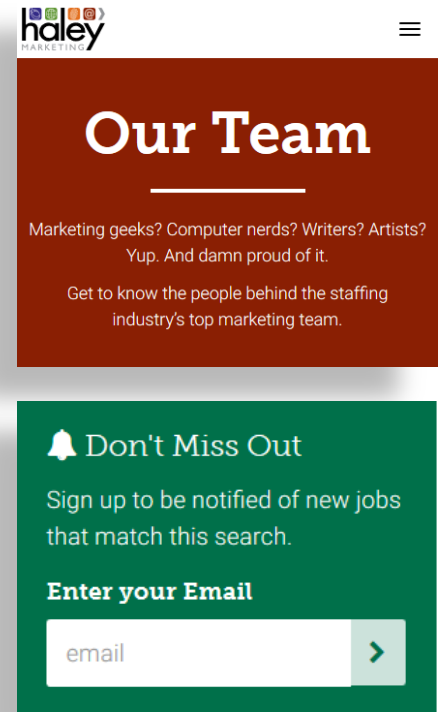 haley
MARKETING
Our Team
Marketing geeks? Computer nerds? Writers? Artists?
Yup. And damn proud of it.
Get to know the people behind the staffing
industry's top marketing team.
Don't Miss Out
Sign up to be notified of new jobs
that match this search.
Enter your Email
email